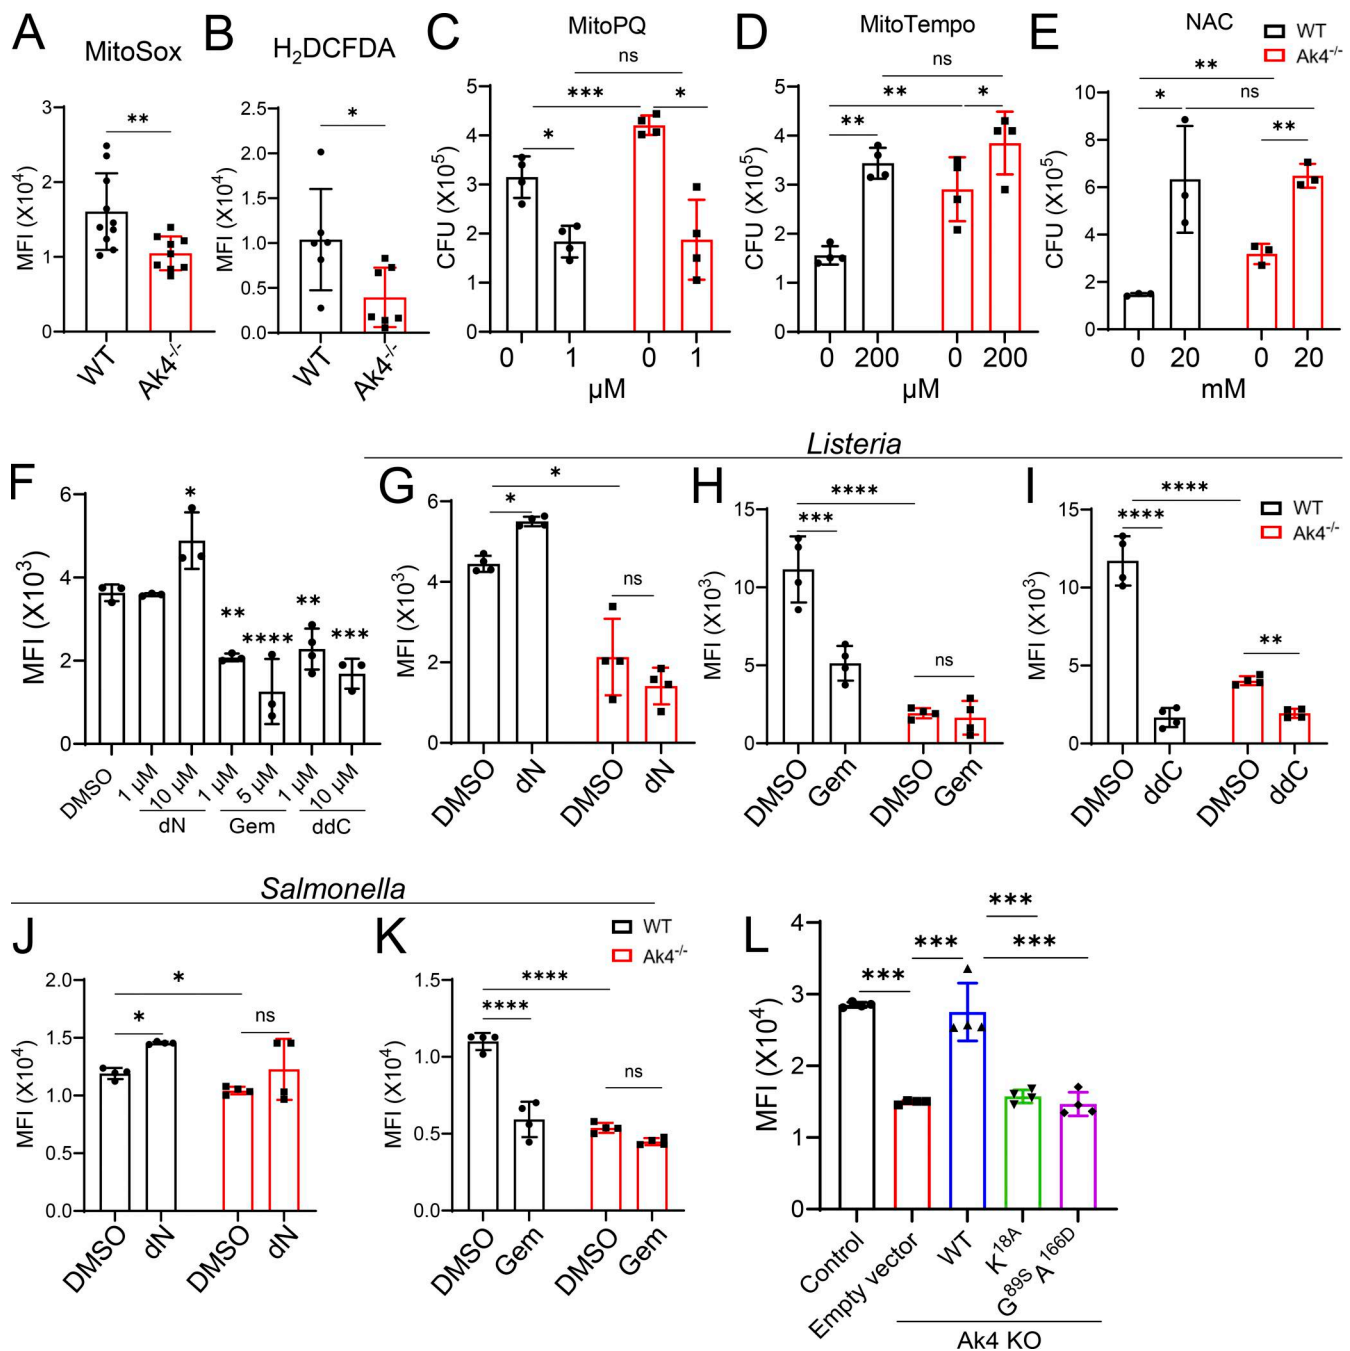 A
MitoSox
**
MFI (X10⁴)
3
2
1
0
WT
Ak4⁻/⁻
B
H₂DCFDA
*
MFI (X10⁴)
2.5
2.0
1.5
1.0
0.5
0.0
WT
Ak4⁻/⁻
C
MitoPQ
ns
***
*
*
CFU (X10⁵)
5
4
3
2
1
0
0
1
0
1
µM
D
MitoTempo
ns
**
*
**
CFU (X10⁵)
5
4
3
2
1
0
0
200
0
200
µM
E
NAC
WT
Ak4⁻/⁻
**
*
ns
**
CFU (X10⁵)
10
8
6
4
2
0
0
20
0
20
mM
Listeria
F
MFI (X10³)
6
4
2
0
*
**
****
**
***
DMSO
1 µM
10 µM
1 µM
5 µM
1 µM
10 µM
dN
Gem
ddC
G
*
*
ns
MFI (X10³)
6
4
2
0
DMSO
dN
DMSO
dN
H
****
***
ns
MFI (X10³)
15
10
5
0
DMSO
Gem
DMSO
Gem
I
WT
Ak4⁻/⁻
****
****
**
MFI (X10³)
15
10
5
0
DMSO
ddC
DMSO
ddC
Salmonella
J
*
*
ns
MFI (X10⁴)
2.0
1.5
1.0
0.5
0.0
DMSO
dN
DMSO
dN
K
WT
Ak4⁻/⁻
****
****
ns
MFI (X10⁴)
1.5
1.0
0.5
0.0
DMSO
Gem
DMSO
Gem
L
***
***
***
***
MFI (X10⁴)
4
3
2
1
0
Control
Empty vector
WT
K¹⁸ᴬ
G⁸⁹ˢA¹⁶⁶ᴰ
Ak4 KO